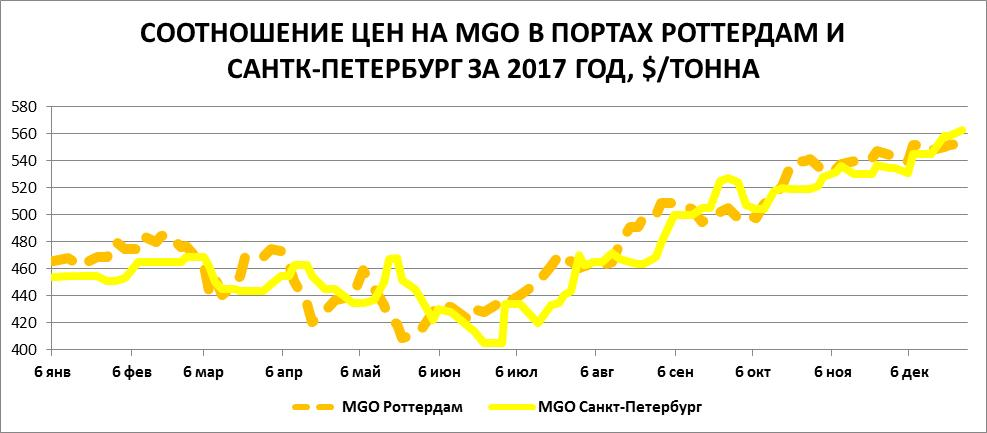 СООТНОШЕНИЕ ЦЕН НА MGO В ПОРТАХ РОТТЕРДАМ И
САНТК-ПЕТЕРБУРГ ЗА 2017 ГОД, $/ТОННА
580
560
540
520
500
480
460
440
420
400
6 янв 6 фев 6 мар 6 апр 6 май 6 июн 6 июл 6 авг 6 сен 6 окт 6 ноя 6 дек
MGO Роттердам MGO Санкт-Петербург